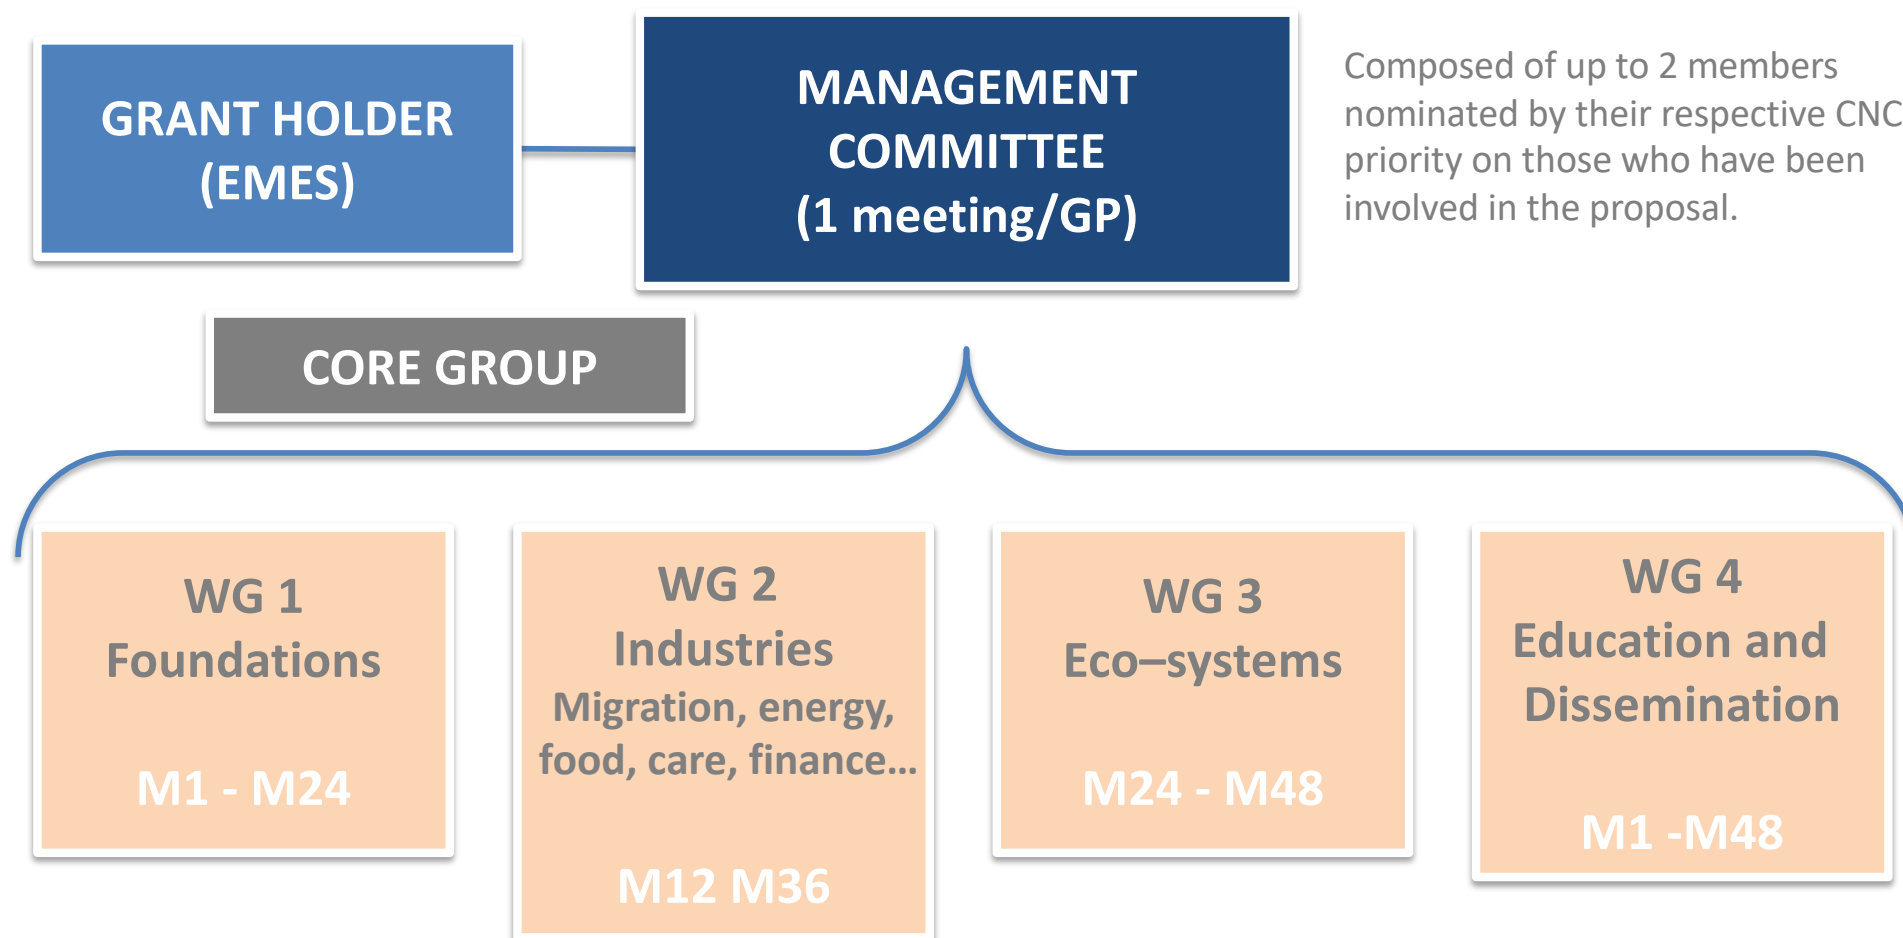 GRANT HOLDER
(EMES)
MANAGEMENT
COMMITTEE
(1 meeting/GP)
Composed of up to 2 members
nominated by their respective CNC
priority on those who have been
involved in the proposal.
CORE GROUP
WG 1
Foundations
M1 - M24
WG 2
Industries
Migration, energy,
food, care, finance...
M12 M36
WG 3
Eco–systems
M24 - M48
WG 4
Education and
Dissemination
M1 -M48